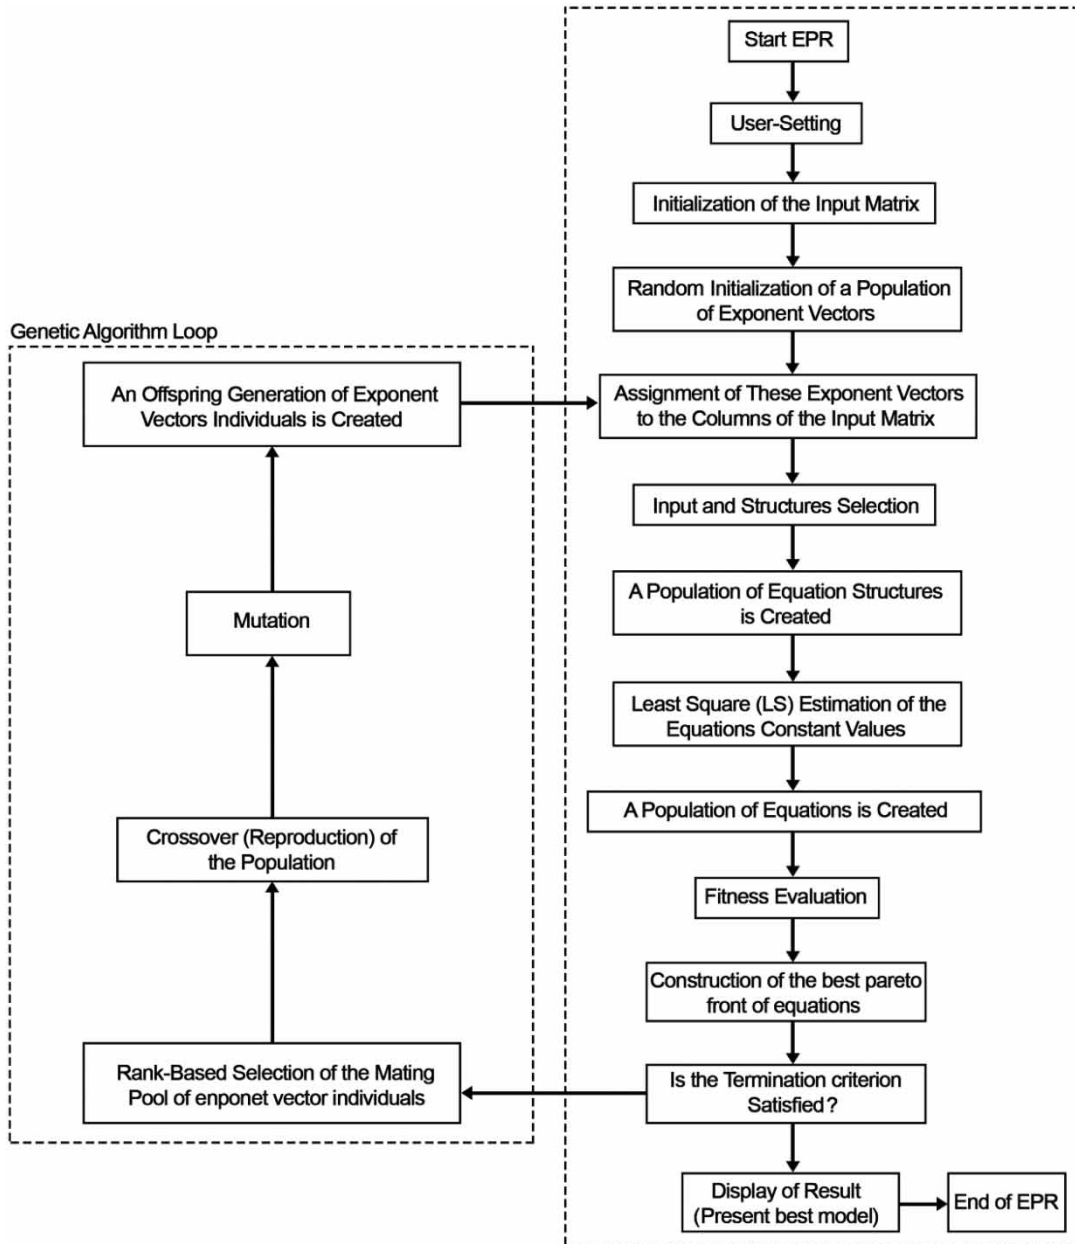 Start EPR
User-Setting
Initialization of the Input Matrix
Random Initialization of a Population
of Exponent Vectors
Genetic Algorithm Loop
An Offspring Generation of Exponent
Vectors Individuals is Created
Assignment of These Exponent Vectors
to the Columns of the Input Matrix
Input and Structures Selection
A Population of Equation Structures
is Created
Mutation
Least Square (LS) Estimation of the
Equations Constant Values
A Population of Equations is Created
Crossover (Reproduction) of
the Population
Fitness Evaluation
Construction of the best pareto
front of equations
Rank-Based Selection of the Mating
Pool of enponet vector individuals
Is the Termination criterion
Satisfied ?
Display of Result
(Present best model)
End of EPR